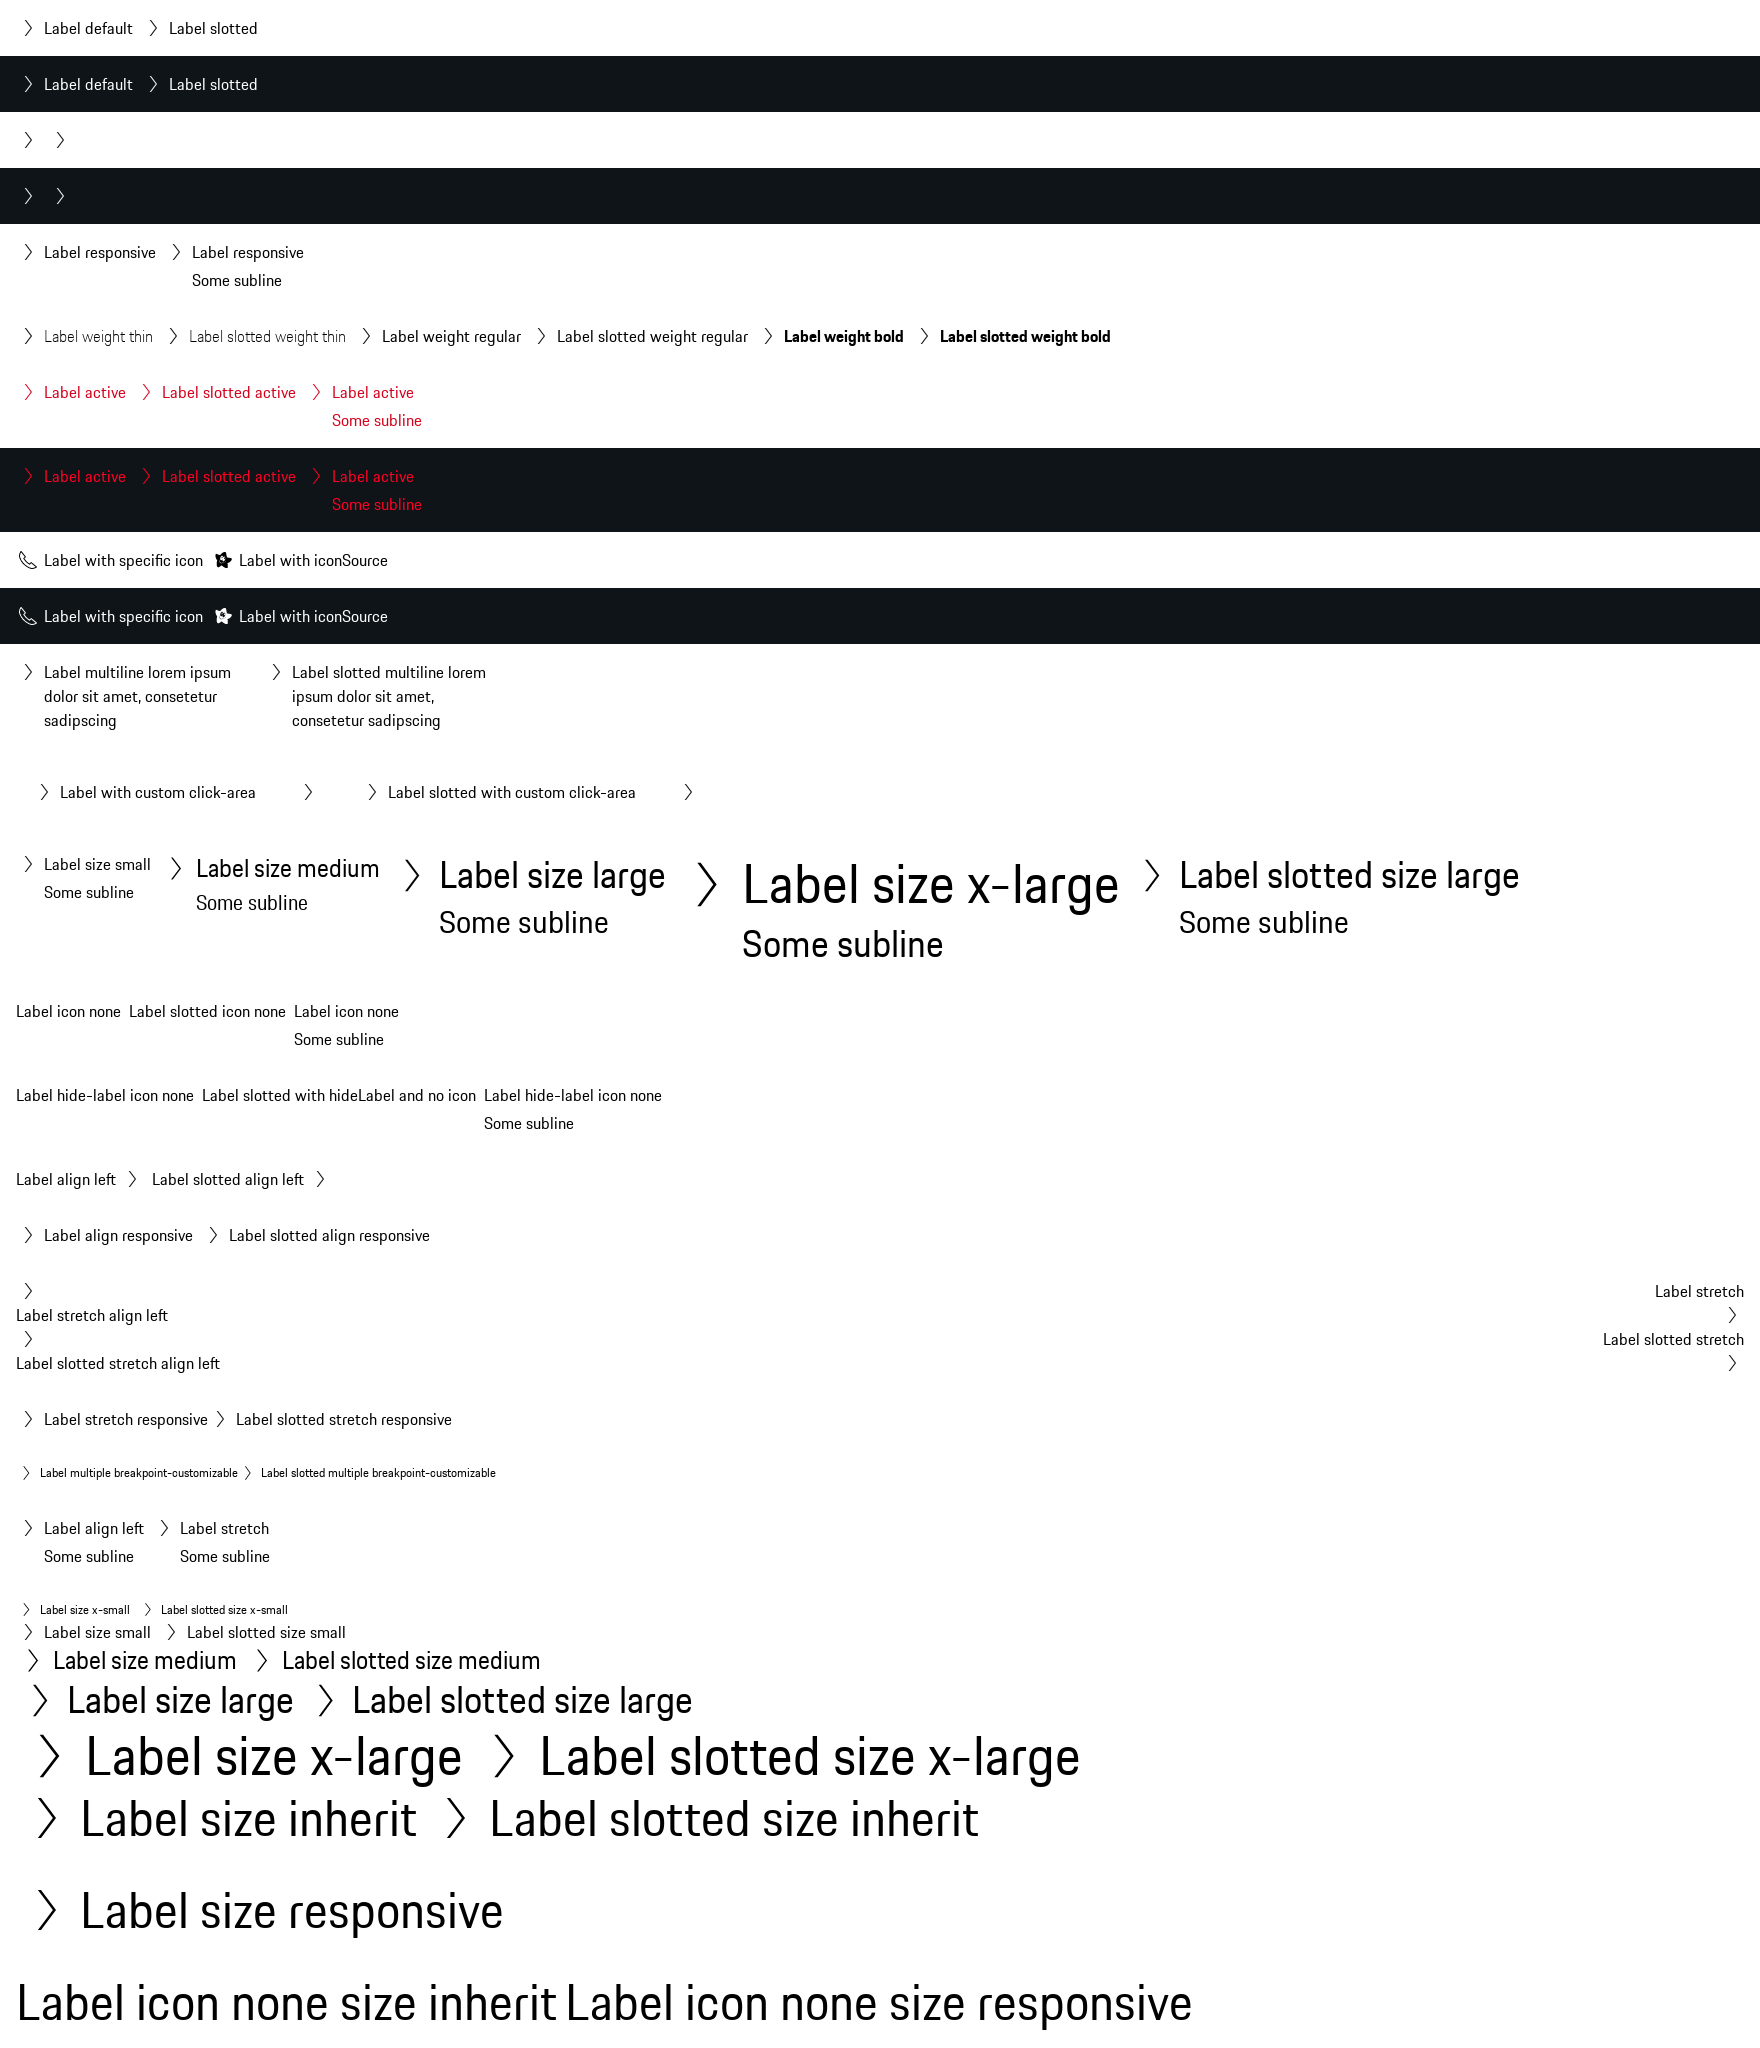 Label default Label slotted
Label default Label slotted
Label responsive Label responsive
Some subline
Label weight thin Label slotted weight thin Label weight regular Label slotted weight regular Label weight bold Label slotted weight bold
Label active Label slotted active Label active
Some subline
Label active Label slotted active Label active
Some subline
Label with specific icon Label with iconSource
Label with specific icon Label with iconSource
Label multiline lorem ipsum
dolor sit amet, consetetur
sadipscing
Label slotted multiline lorem
ipsum dolor sit amet,
consetetur sadipscing
Label with custom click-area Label slotted with custom click-area
Label size small
Some subline
Label size medium
Some subline
Label size large
Some subline
Label size x-large
Some subline
Label slotted size large
Some subline
Label icon none Label slotted icon none Label icon none
Some subline
Label hide-label icon none Label slotted with hideLabel and no icon Label hide-label icon none
Some subline
Label align left Label slotted align left
Label align responsive Label slotted align responsive
Label stretch
Label stretch align left
Label slotted stretch
Label slotted stretch align left
Label stretch responsive Label slotted stretch responsive
Label multiple breakpoint-customizable Label slotted multiple breakpoint-customizable
Label align left Label stretch
Some subline Some subline
Label size x-small Label slotted size x-small
Label size small Label slotted size small
Label size medium Label slotted size medium
Label size large Label slotted size large
Label size x-large Label slotted size x-large
Label size inherit Label slotted size inherit
Label size responsive
Label icon none size inherit Label icon none size responsive